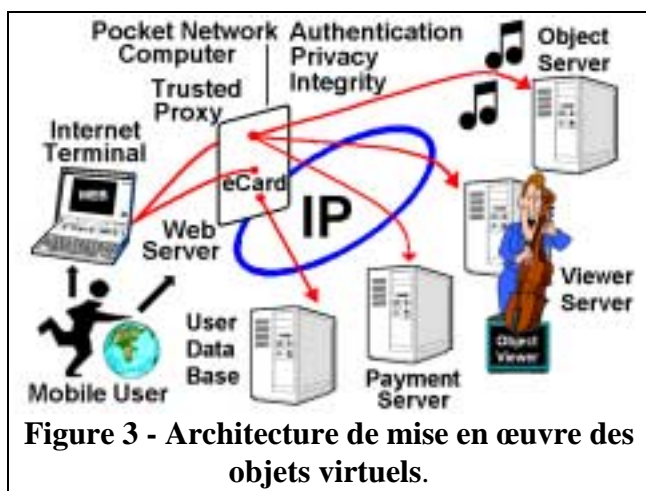 Pocket Network
Computer
Authentication
Privacy
Integrity
Object
Server
Trusted
Proxy
Internet
Terminal
eCard
IP
Web
Server
Viewer
Server
User
Data
Base
Payment
Server
Object
Viewer
Mobile User
Figure 3 - Architecture de mise en œuvre des
objets virtuels.